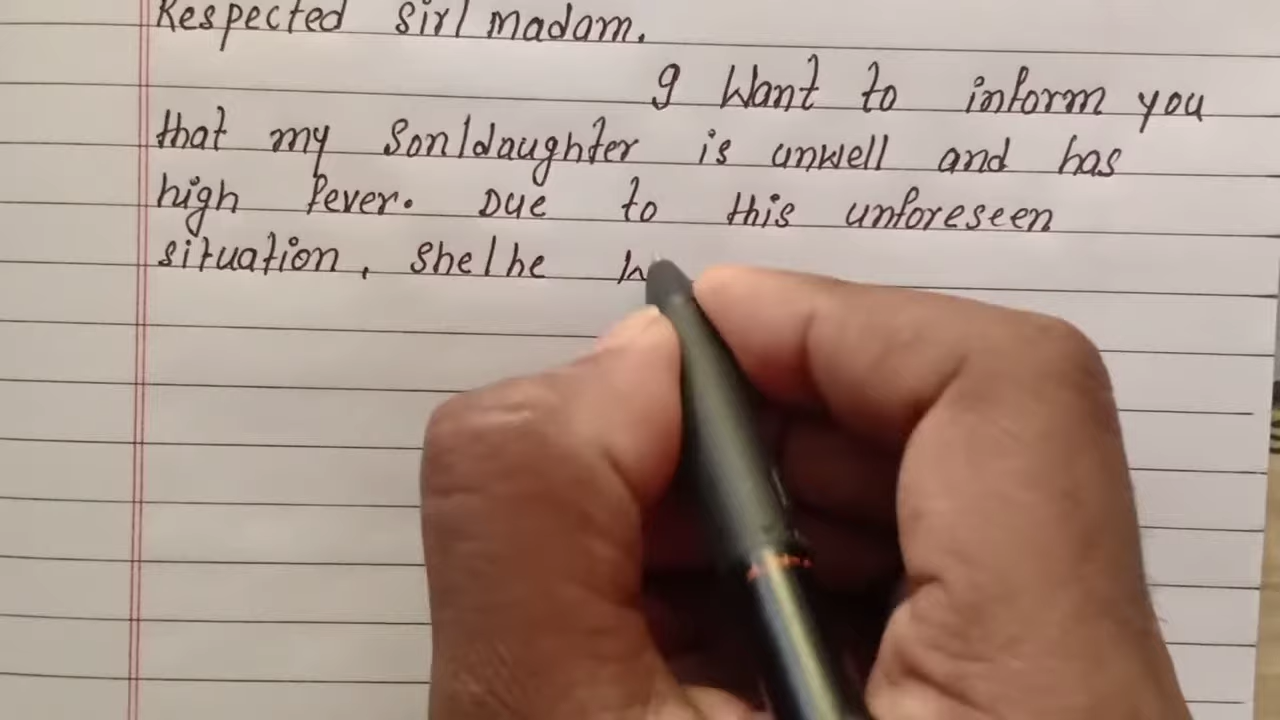 Respected sir/madam.
I Want to inform you
that my Son/daughter is unwell and has
high fever. Due to this unforeseen
situation, she/he